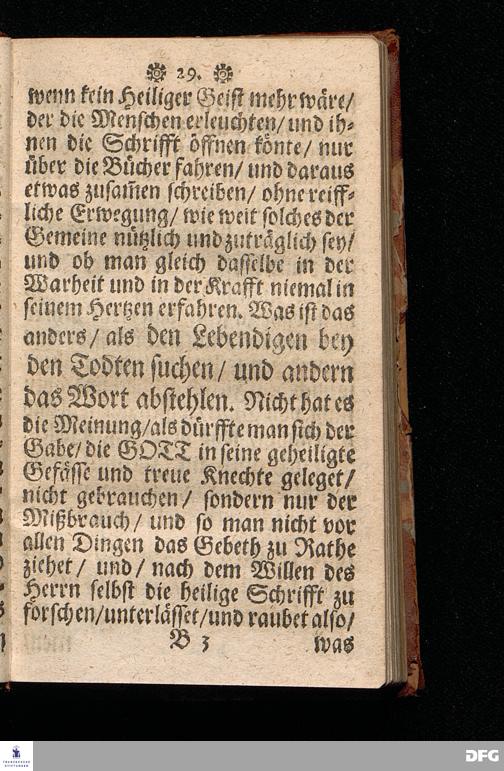 29.
wenn kein Heiliger Geist mehr wäre/
der die Menschen erleuchten/ und ih-
nen die Schrifft öffnen könte/ nur
über die Bücher fahren/ und daraus
etwas zusam̃en schreiben/ ohne reiff-
liche Erwegung/ wie weit solches der
Gemeine nützlich und zuträglich sey/
und ob man gleich dasselbe in der
Warheit und in der Krafft niemal in
seinem Hertzen erfahren. Was ist das
anders/ als den Lebendigen bey
den Todten suchen/ und andern
das Wort abstehlen. Nicht hat es
die Meinung/ als dürffte man sich der
Gabe/ die GOTT in seine geheiligte
Gefässe und treue Knechte geleget/
nicht gebrauchen/ sondern nur der
Mißbrauch/ und so man nicht vor
allen Dingen das Gebeth zu Rathe
ziehet/ und/ nach dem Willen des
Herrn selbst die heilige Schrifft zu
forschen/ unterlässet/ und raubet also/
B 3 was
FRANCKESCHE
STIFTUNGEN
DFG